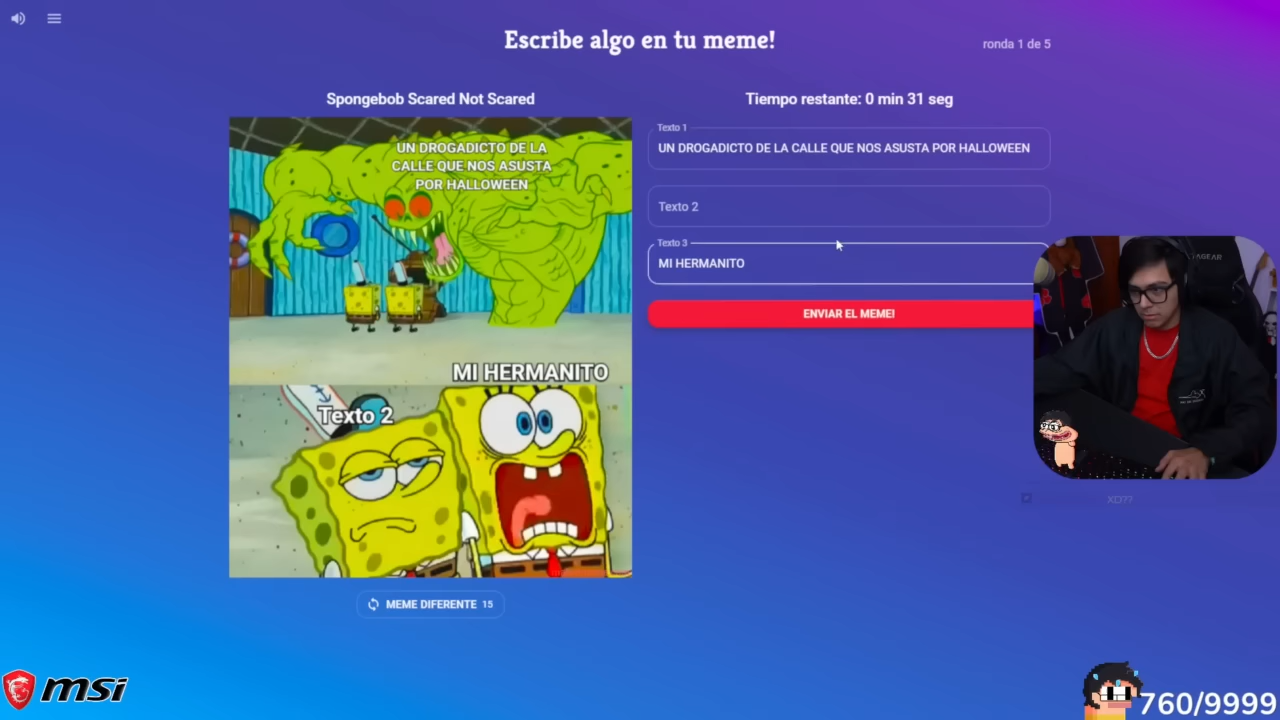 Escribe algo en tu meme!
ronda 1 de 5
Spongebob Scared Not Scared
UN DROGADICTO DE LA
CALLE QUE NOS ASUSTA
POR HALLOWEEN
MI HERMANITO
Texto 2
MEME DIFERENTE 15
Tiempo restante: 0 min 31 seg
Texto 1
UN DROGADICTO DE LA CALLE QUE NOS ASUSTA POR HALLOWEEN
Texto 2
Texto 3
MI HERMANITO
ENVIAR EL MEME!
XD??
msi
760/9999